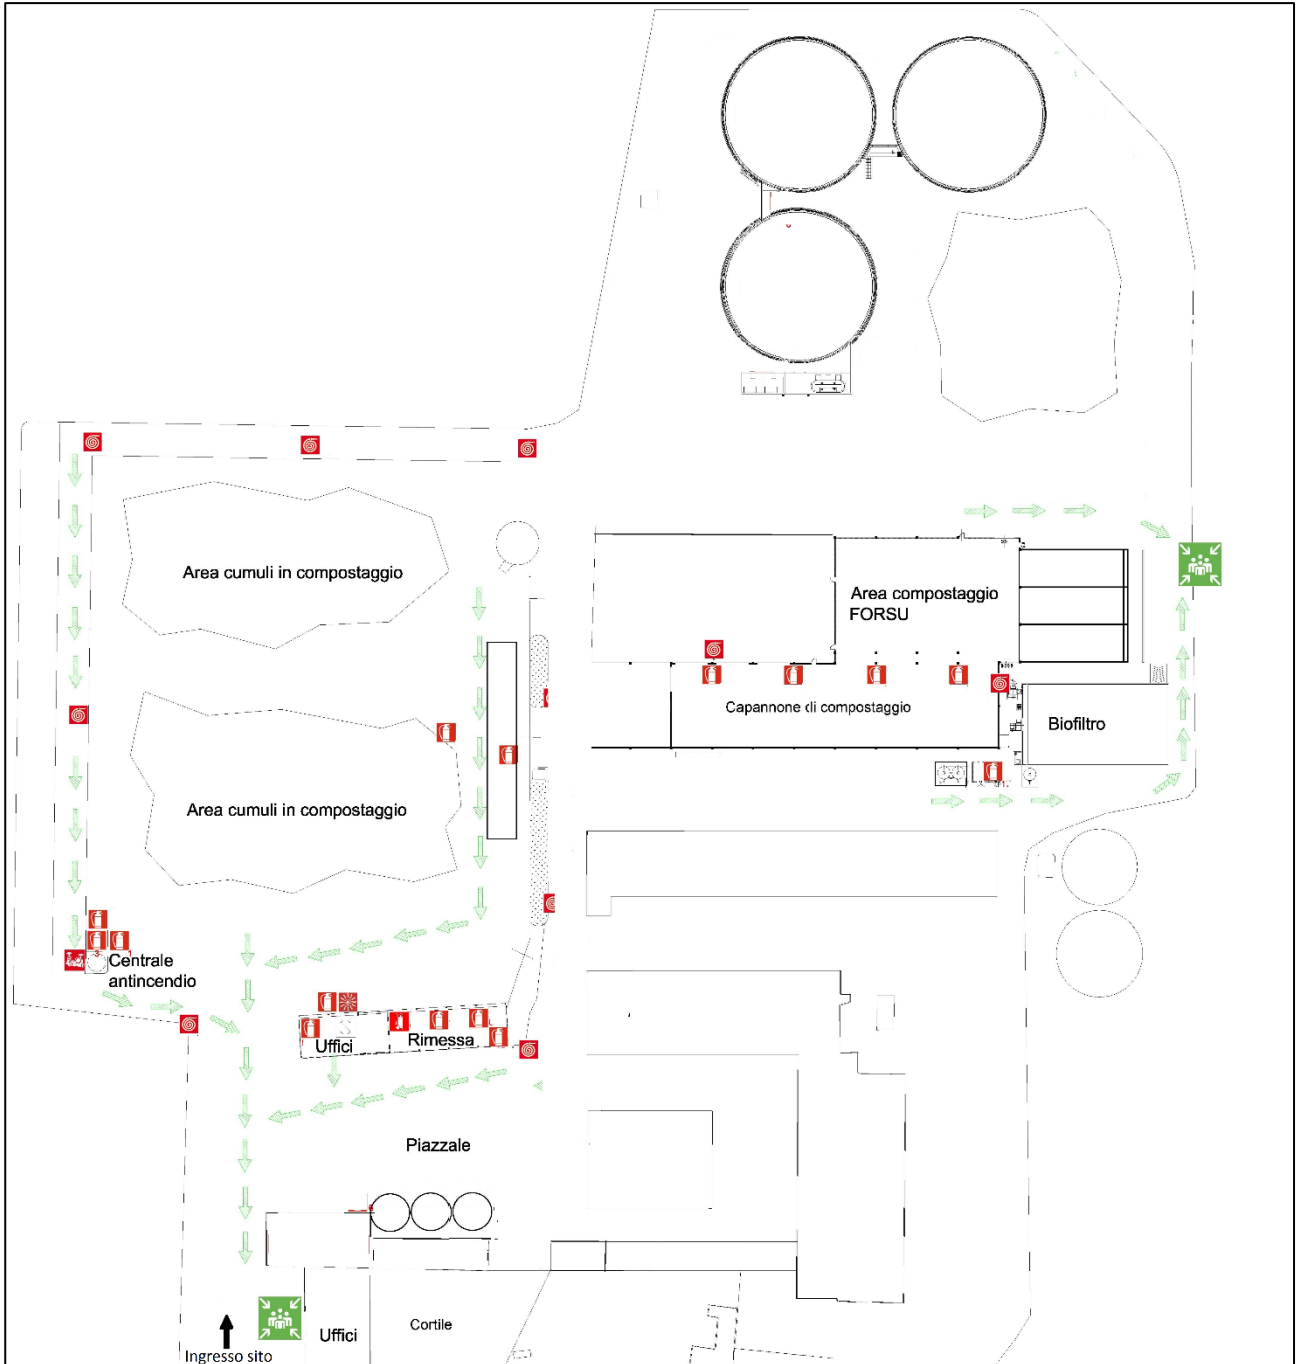 Area cumuli in compostaggio
Area compostaggio
FORSU
Capannone di compostaggio
Biofiltro
Area cumuli in compostaggio
Centrale
antincendio
Uffici
Rimessa
Piazzale
Uffici
Cortile
Ingresso sito